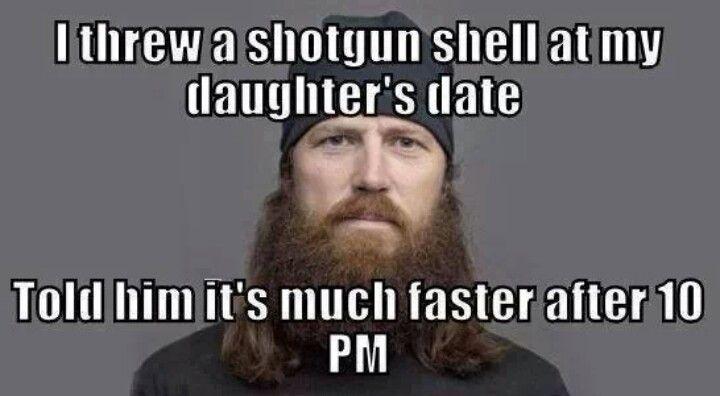 I threw a shotgun shell at my
daughter's date
Told him it's much faster after 10
PM